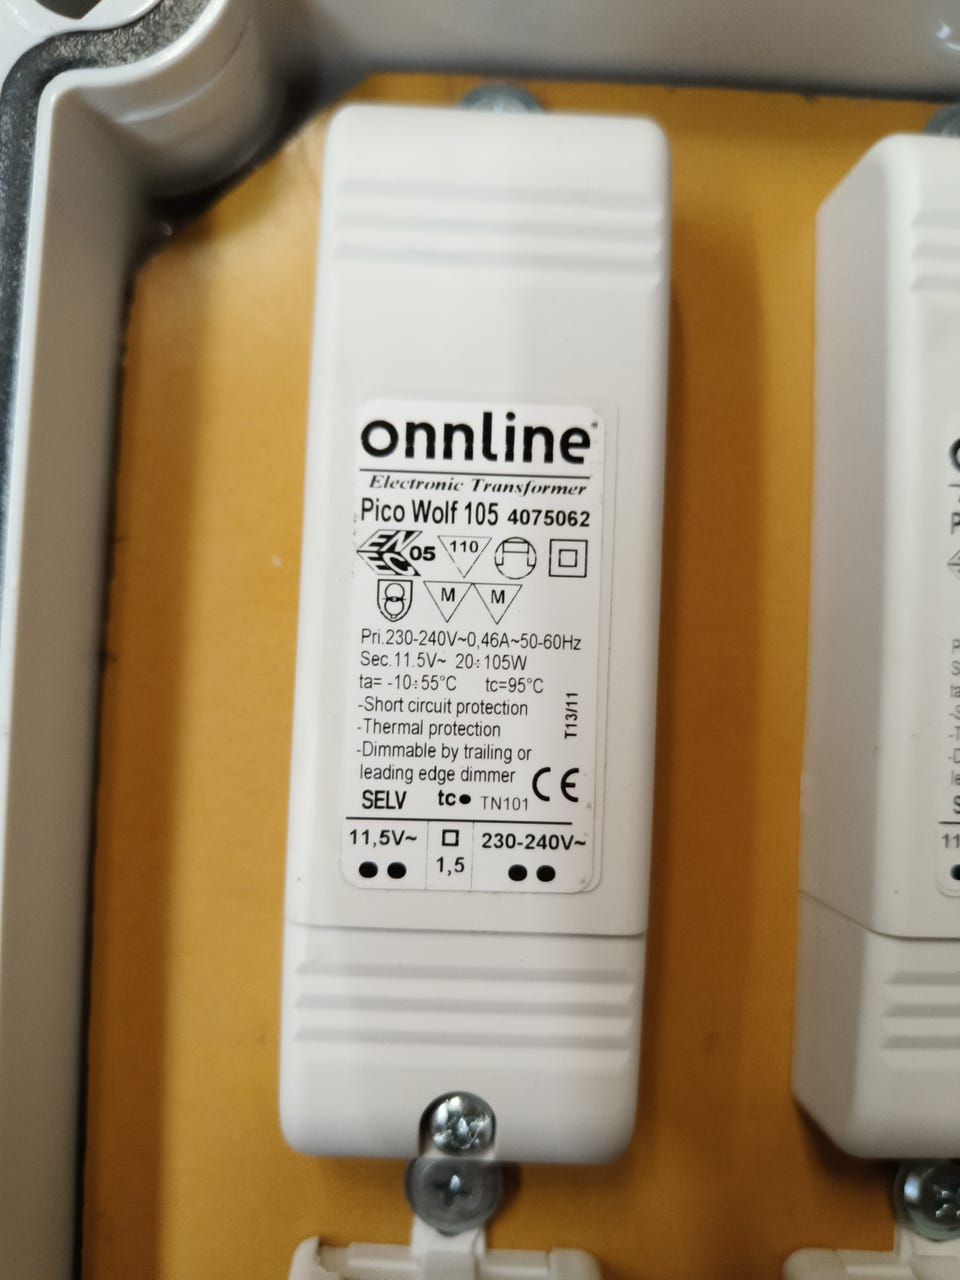 onnline®
Electronic Transformer
Pico Wolf 105 4075062
ENEC 05 110
M M
Pri.230-240V~0,46A~50-60Hz
Sec.11.5V~ 20÷105W
ta= -10÷55°C tc=95°C
-Short circuit protection
-Thermal protection
-Dimmable by trailing or
leading edge dimmer CE
SELV tc● TN101
T13/11
11,5V~ 230-240V~
1,5